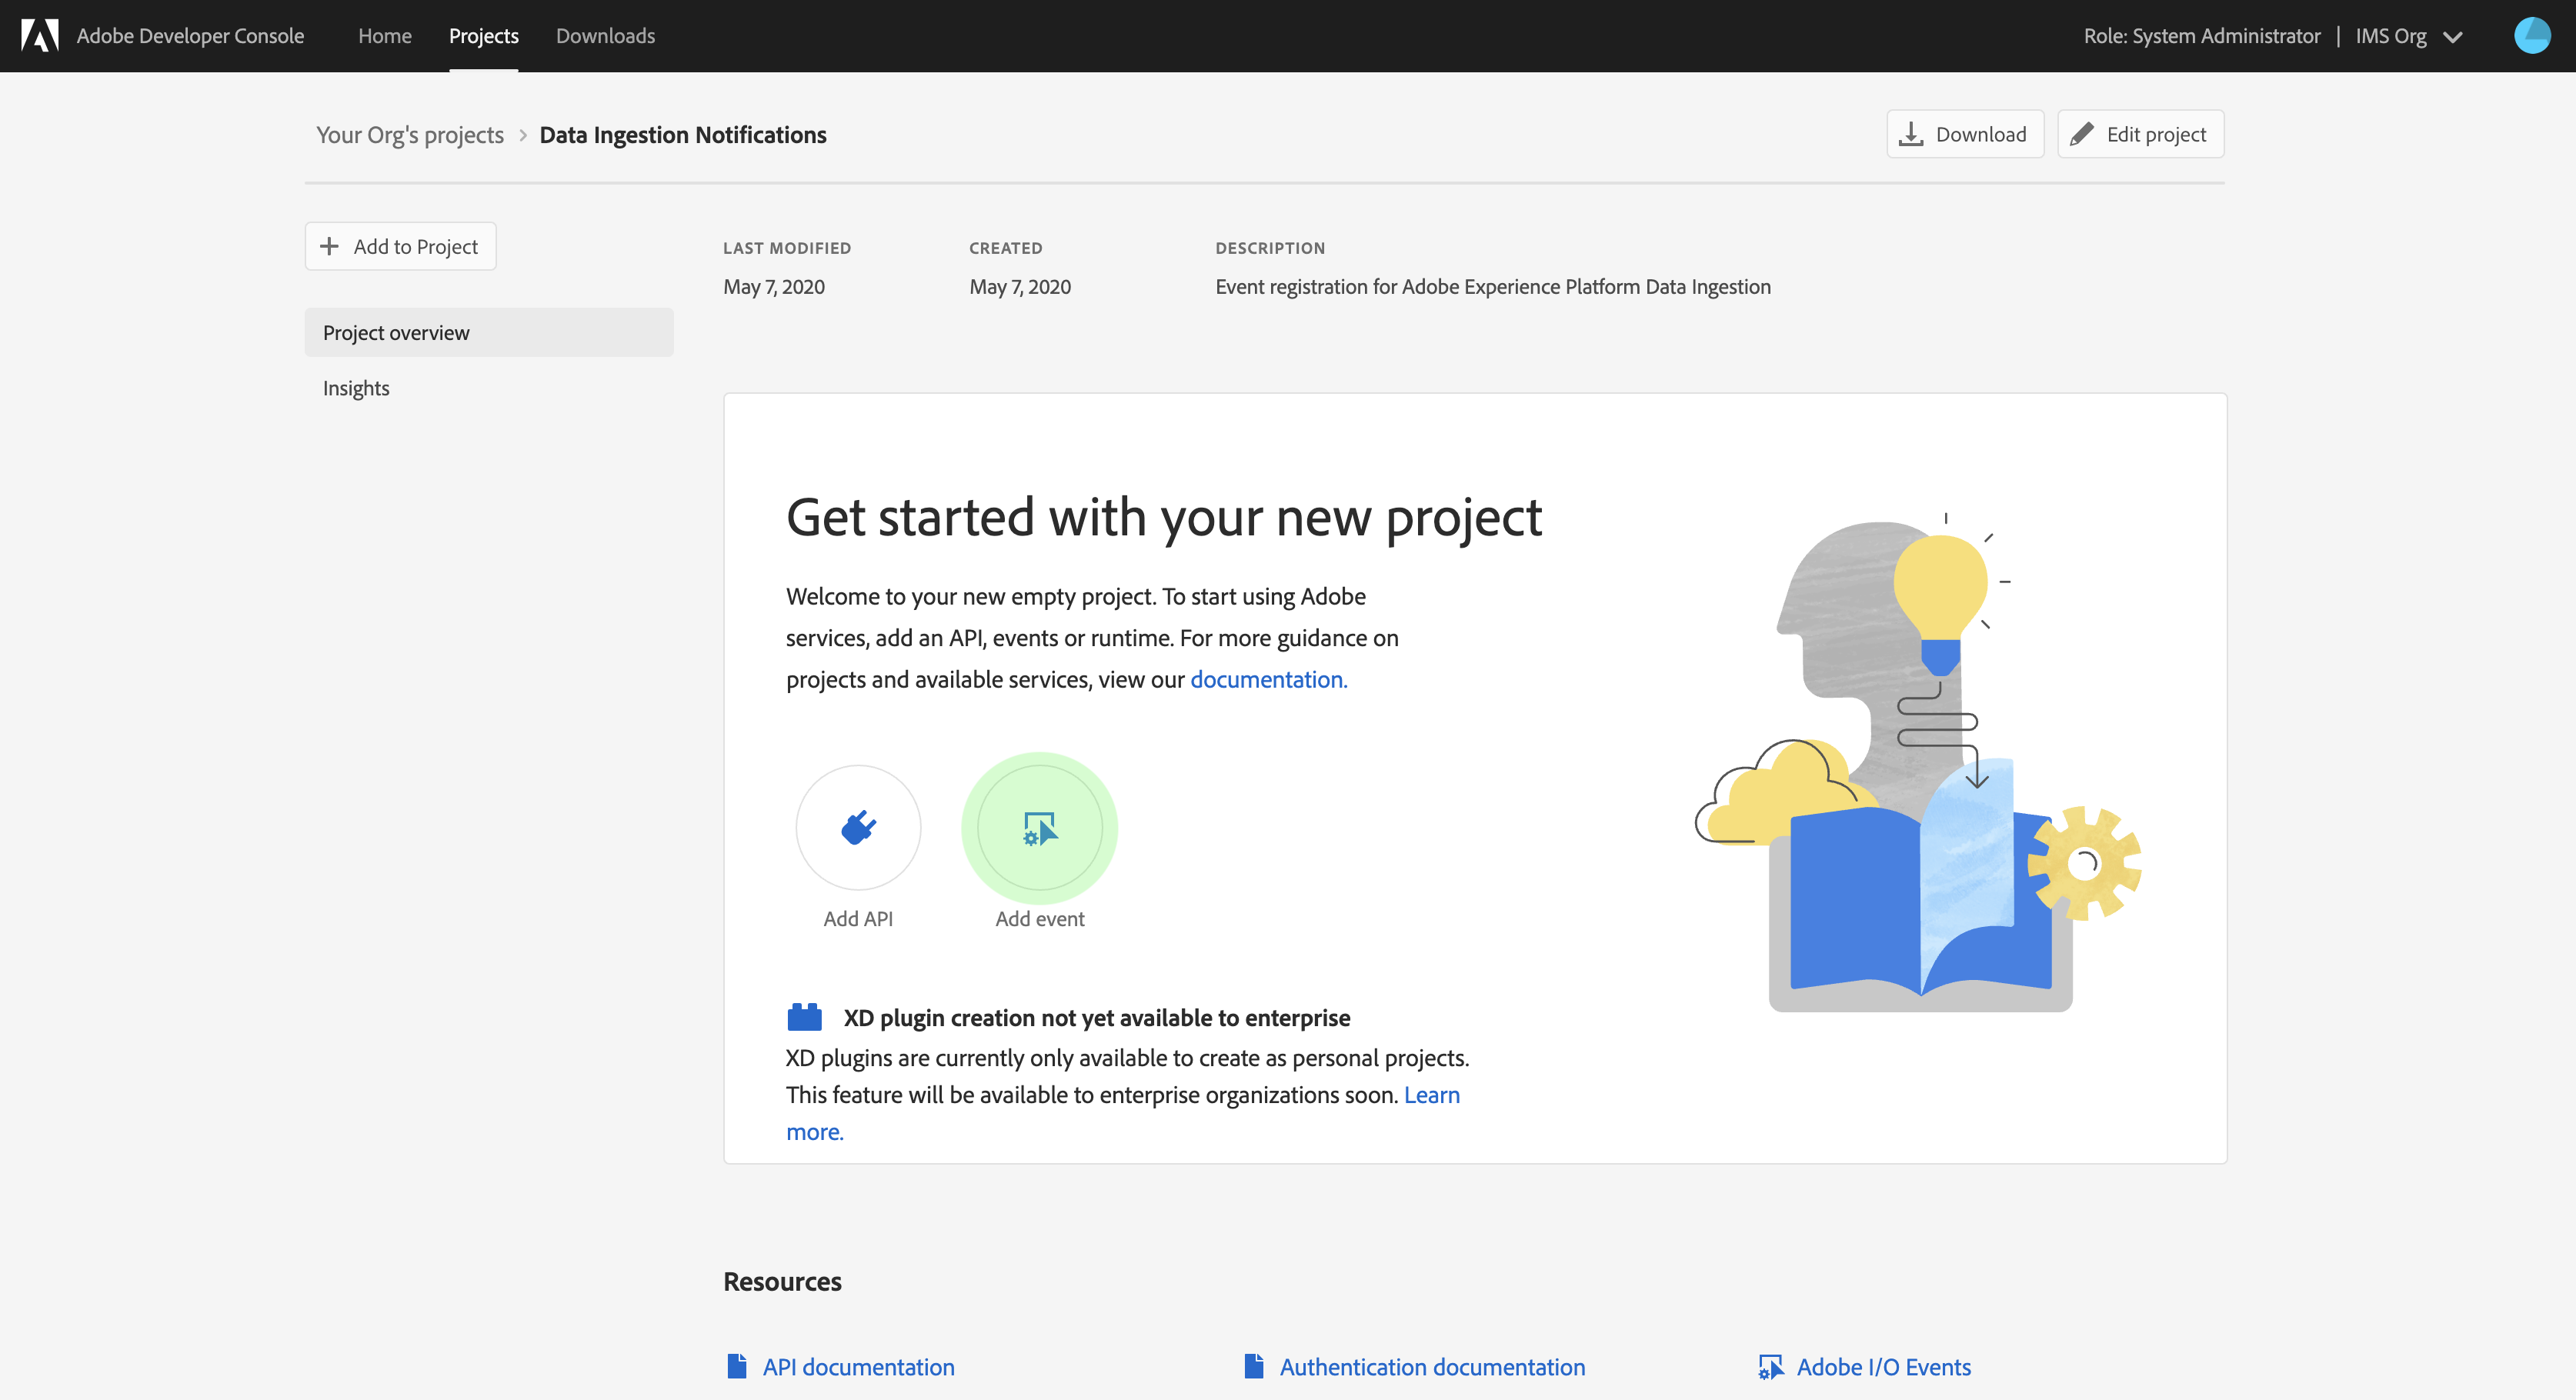 Adobe Developer Console Home Projects Downloads Role: System Administrator | IMS Org
Your Org's projects > Data Ingestion Notifications Download Edit project
Add to Project
LAST MODIFIED CREATED DESCRIPTION
May 7, 2020 May 7, 2020 Event registration for Adobe Experience Platform Data Ingestion
Project overview
Insights
Get started with your new project
Welcome to your new empty project. To start using Adobe
services, add an API, events or runtime. For more guidance on
projects and available services, view our documentation.
Add API Add event
XD plugin creation not yet available to enterprise
XD plugins are currently only available to create as personal projects.
This feature will be available to enterprise organizations soon. Learn
more.
Resources
API documentation Authentication documentation Adobe I/O Events